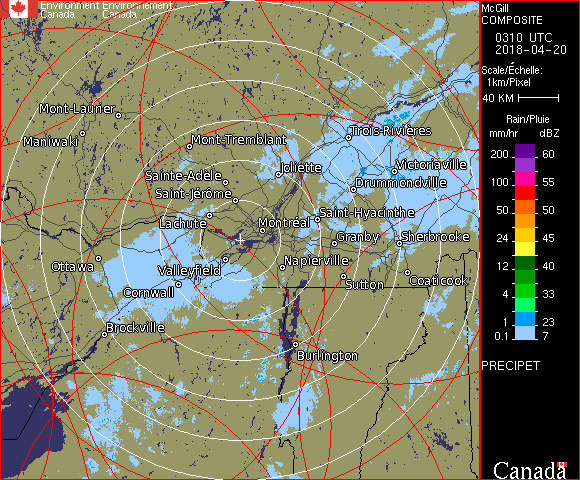 Environment Environnement
Canada Canada
Mont-Laurier
Maniwaki
Mont-Tremblant
Trois-Rivières
Joliette
Victoriaville
Sainte-Adèle
Drummondville
Saint-Jérôme
Lachute
Montréal
Saint-Hyacinthe
Granby
Sherbrooke
Ottawa
Valleyfield
Napierville
Cornwall
Sutton
Coaticook
Brockville
Burlington
McGill
COMPOSITE
0310 UTC
2018-04-20
Scale/Échelle:
1km/Pixel
40 KM
Rain/Pluie
mm/hr dBZ
200 60
100 55
50 50
24 45
12 40
4 33
1 23
0.1 7
PRECIPET
Canada